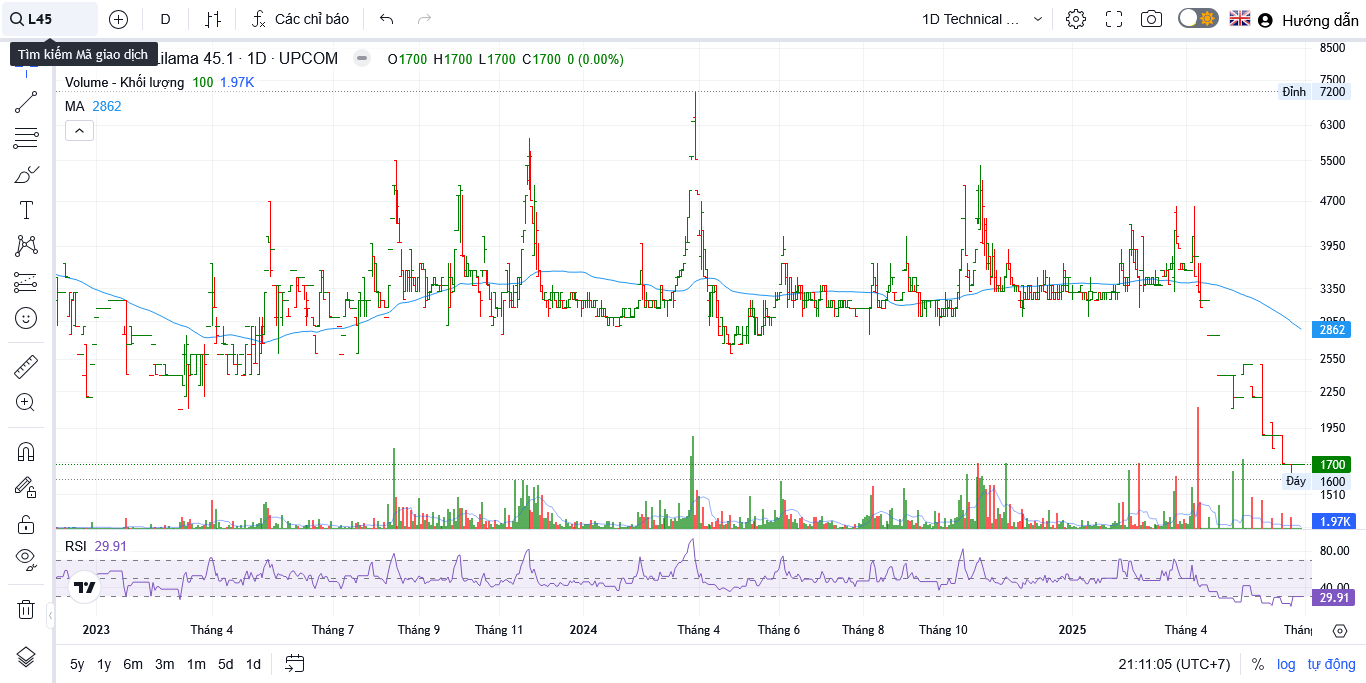 L45
D
Các chỉ báo
1D Technical ...
Hướng dẫn
Tìm kiếm Mã giao dịch
Lilama 45.1 · 1D · UPCOM
O1700 H1700 L1700 C1700 0 (0.00%)
Volume - Khối lượng 100 1.97K
MA 2862
8500
7500
Đỉnh 7200
6300
5500
4700
3950
3350
2862
2550
2250
1950
1700
Đáy 1600
1510
1.97K
RSI 29.91
80.00
40.00
29.91
2023 Tháng 4 Tháng 7 Tháng 9 Tháng 11 2024 Tháng 4 Tháng 6 Tháng 8 Tháng 10 2025 Tháng 4
5y 1y 6m 3m 1m 5d 1d
21:11:05 (UTC+7) % log tự động